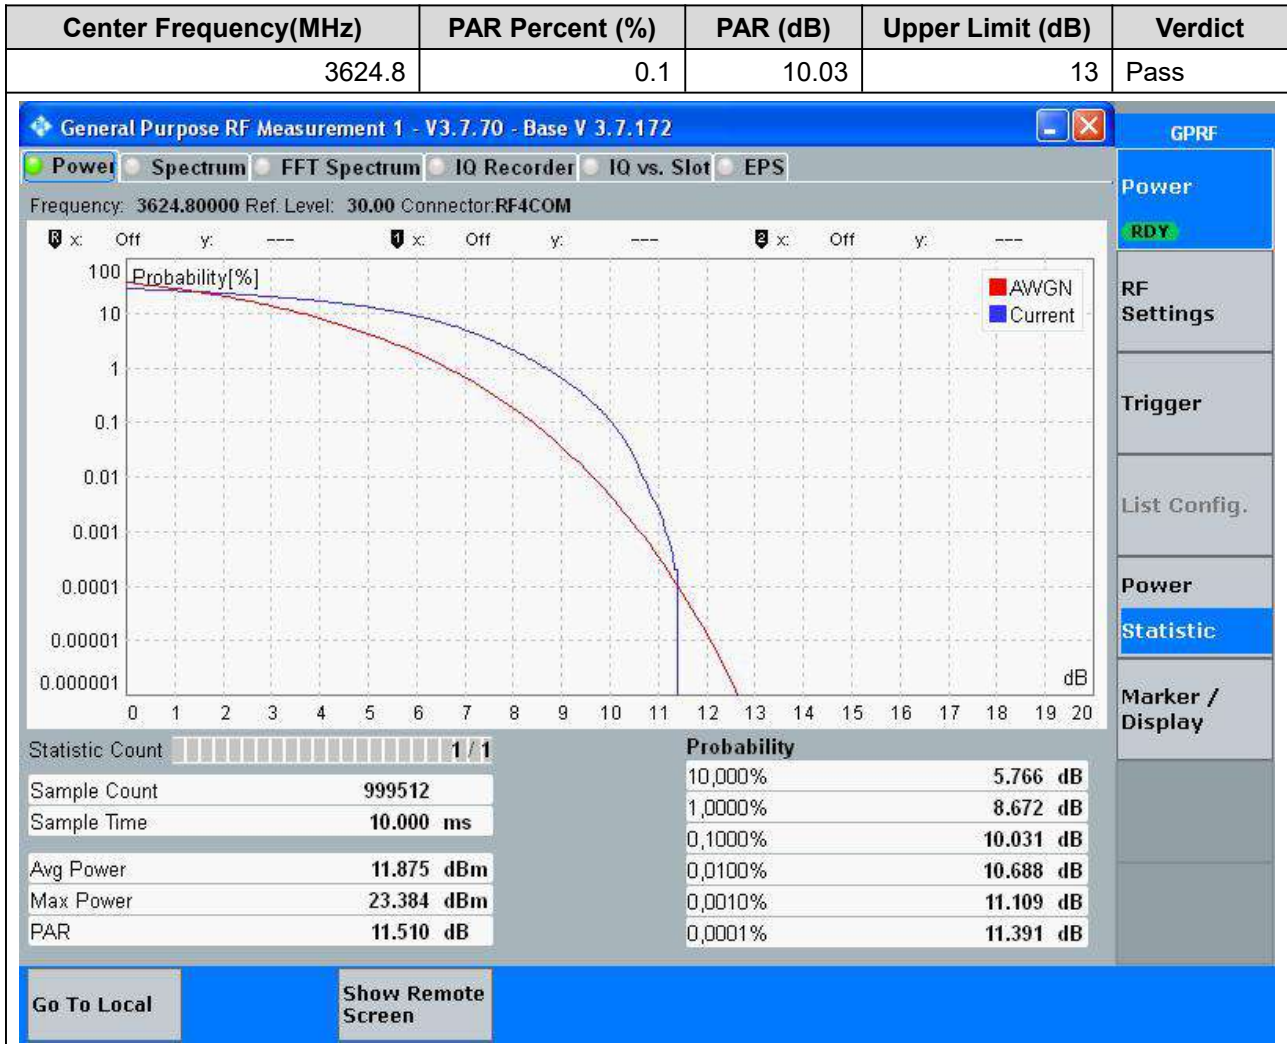 Center Frequency(MHz) PAR Percent (%) PAR (dB) Upper Limit (dB) Verdict
3624.8 0.1 10.03 13 Pass
General Purpose RF Measurement 1 - V3.7.70 - Base V 3.7.172
GPRF
Power Spectrum FFT Spectrum IQ Recorder IQ vs. Slot EPS
Frequency: 3624.80000 Ref. Level: 30.00 Connector:RF4COM
R x: Off y: --- 1 x: Off y: --- 2 x: Off y: ---
Probability[%]
100
10
1
0.1
0.01
0.001
0.0001
0.00001
0.000001
AWGN
Current
dB
0 1 2 3 4 5 6 7 8 9 10 11 12 13 14 15 16 17 18 19 20
Statistic Count 1 / 1
Sample Count 999512
Sample Time 10.000 ms
Avg Power 11.875 dBm
Max Power 23.384 dBm
PAR 11.510 dB
Probability
10,000% 5.766 dB
1,0000% 8.672 dB
0,1000% 10.031 dB
0,0100% 10.688 dB
0,0010% 11.109 dB
0,0001% 11.391 dB
Power
RDY
RF
Settings
Trigger
List Config.
Power
Statistic
Marker /
Display
Go To Local
Show Remote
Screen